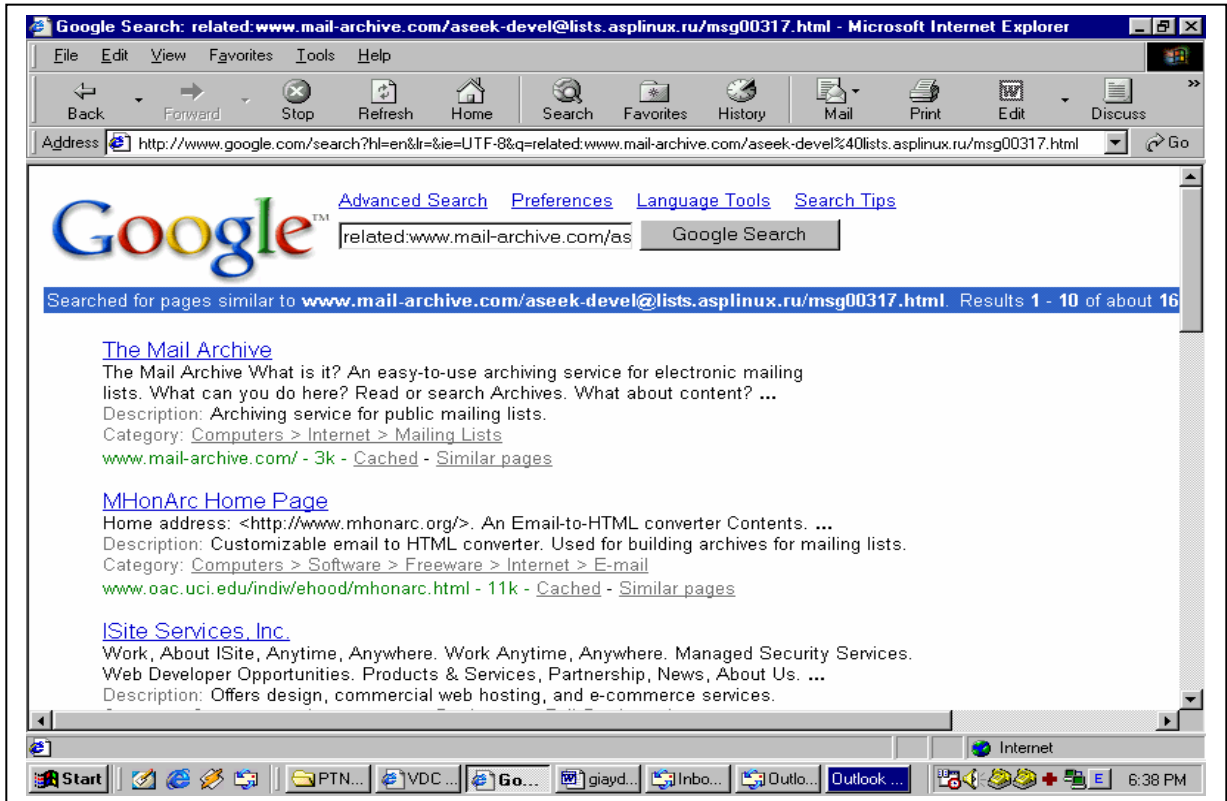 Google Search: related:www.mail-archive.com/aseek-devel@lists.asplinux.ru/msg00317.html - Microsoft Internet Explorer
File Edit View Favorites Tools Help
Back Forward Stop Refresh Home Search Favorites History Mail Print Edit Discuss
Address http://www.google.com/search?hl=en&lr=&ie=UTF-8&q=related:www.mail-archive.com/aseek-devel%40lists.asplinux.ru/msg00317.html Go
Advanced Search Preferences Language Tools Search Tips
Google™ related:www.mail-archive.com/as Google Search
Searched for pages similar to www.mail-archive.com/aseek-devel@lists.asplinux.ru/msg00317.html. Results 1 - 10 of about 16
The Mail Archive
The Mail Archive What is it? An easy-to-use archiving service for electronic mailing
lists. What can you do here? Read or search Archives. What about content? ...
Description: Archiving service for public mailing lists.
Category: Computers > Internet > Mailing Lists
www.mail-archive.com/ - 3k - Cached - Similar pages
MHonArc Home Page
Home address: <http://www.mhonarc.org/>. An Email-to-HTML converter Contents. ...
Description: Customizable email to HTML converter. Used for building archives for mailing lists.
Category: Computers > Software > Freeware > Internet > E-mail
www.oac.uci.edu/indiv/ehood/mhonarc.html - 11k - Cached - Similar pages
ISite Services, Inc.
Work, About ISite, Anytime, Anywhere. Work Anytime, Anywhere. Managed Security Services.
Web Developer Opportunities. Products & Services, Partnership, News, About Us. ...
Description: Offers design, commercial web hosting, and e-commerce services.
Internet
Start PTN... VDC ... Go... giayd... Inbo... Outlo... Outlook ... E 6:38 PM